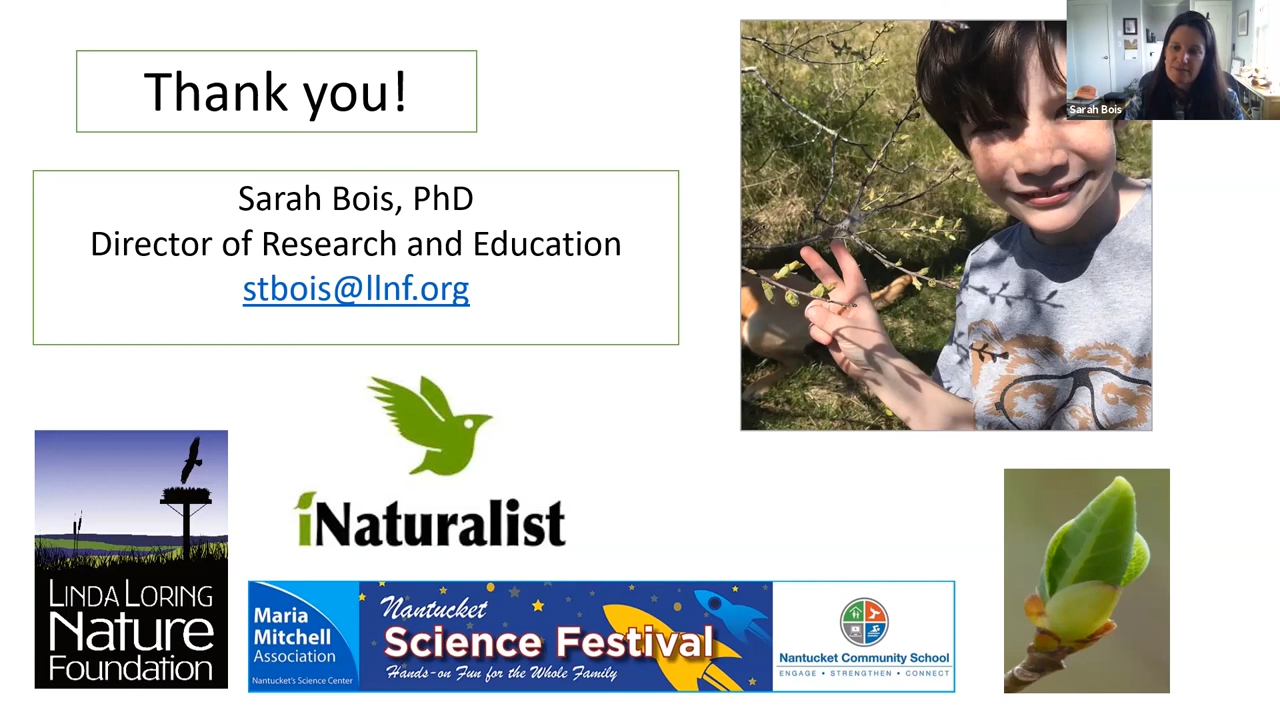 Thank you!
Sarah Bois
Sarah Bois, PhD
Director of Research and Education
stbois@llnf.org
iNaturalist
LINDA LORING
Nature
Foundation
Maria
Mitchell
Association
Nantucket's Science Center
Nantucket
Science Festival
Hands-on Fun for the Whole Family
Nantucket Community School
ENGAGE • STRENGTHEN • CONNECT